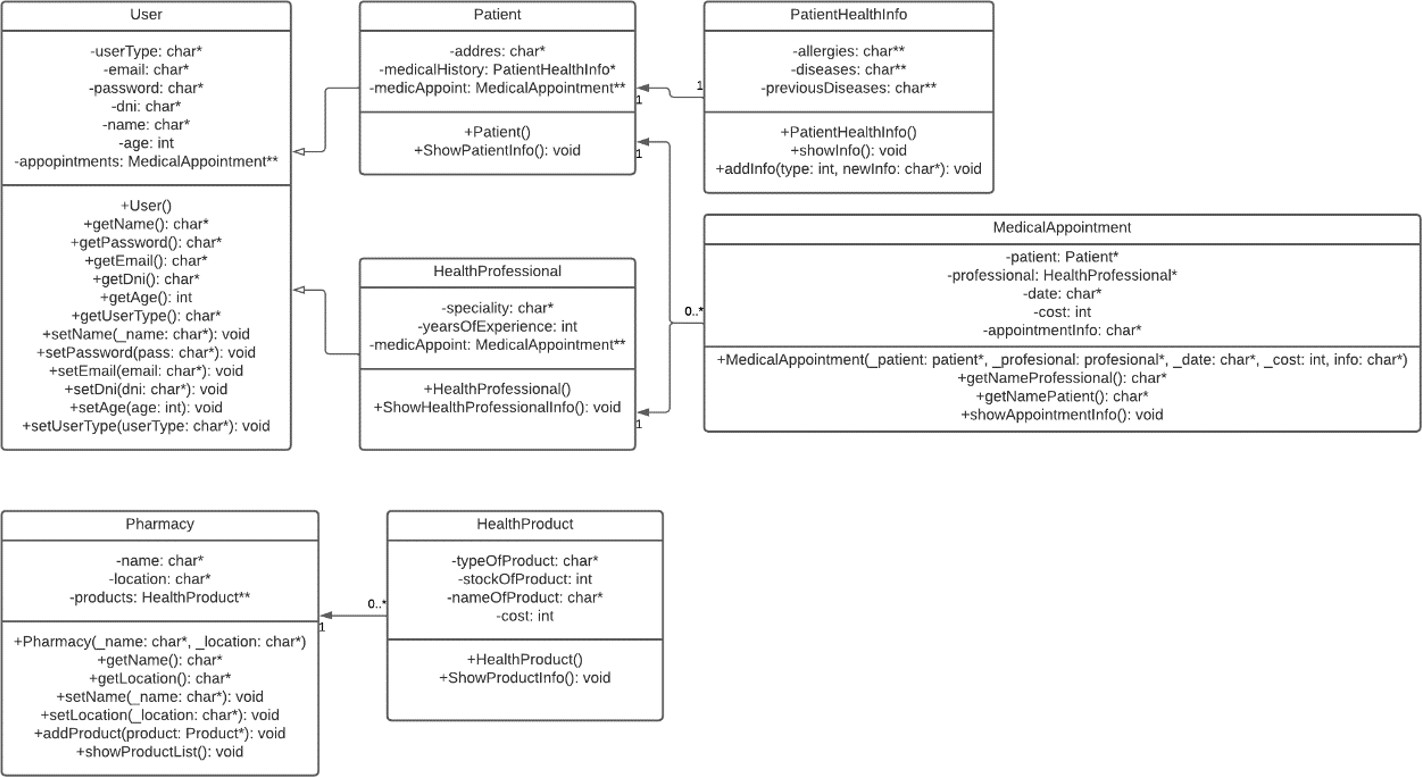 User
-userType: char*
-email: char*
-password: char*
-dni: char*
-name: char*
-age: int
-appopintments: MedicalAppointment**
+User()
+getName(): char*
+getPassword(): char*
+getEmail(): char*
+getDni(): char*
+getAge(): int
+getUserType(): char*
+setName(_name: char*): void
+setPassword(pass: char*): void
+setEmail(email: char*): void
+setDni(dni: char*): void
+setAge(age: int): void
+setUserType(userType: char*): void
Patient
-addres: char*
-medicalHistory: PatientHealthInfo*
-medicAppoint: MedicalAppointment**
+Patient()
+ShowPatientInfo(): void
1
1
1
PatientHealthInfo
-allergies: char**
-diseases: char**
-previousDiseases: char**
+PatientHealthInfo()
+showInfo(): void
+addInfo(type: int, newInfo: char*): void
HealthProfessional
-speciality: char*
-yearsOfExperience: int
-medicAppoint: MedicalAppointment**
+HealthProfessional()
+ShowHealthProfessionalInfo(): void
1
0..*
MedicalAppointment
-patient: Patient*
-professional: HealthProfessional*
-date: char*
-cost: int
-appointmentInfo: char*
+MedicalAppointment(_patient: patient*, _profesional: profesional*, _date: char*, _cost: int, info: char*)
+getNameProfessional(): char*
+getNamePatient(): char*
+showAppointmentInfo(): void
Pharmacy
-name: char*
-location: char*
-products: HealthProduct**
+Pharmacy(_name: char*, _location: char*)
+getName(): char*
+getLocation(): char*
+setName(_name: char*): void
+setLocation(_location: char*): void
+addProduct(product: Product*): void
+showProductList(): void
1
0..*
HealthProduct
-typeOfProduct: char*
-stockOfProduct: int
-nameOfProduct: char*
-cost: int
+HealthProduct()
+ShowProductInfo(): void